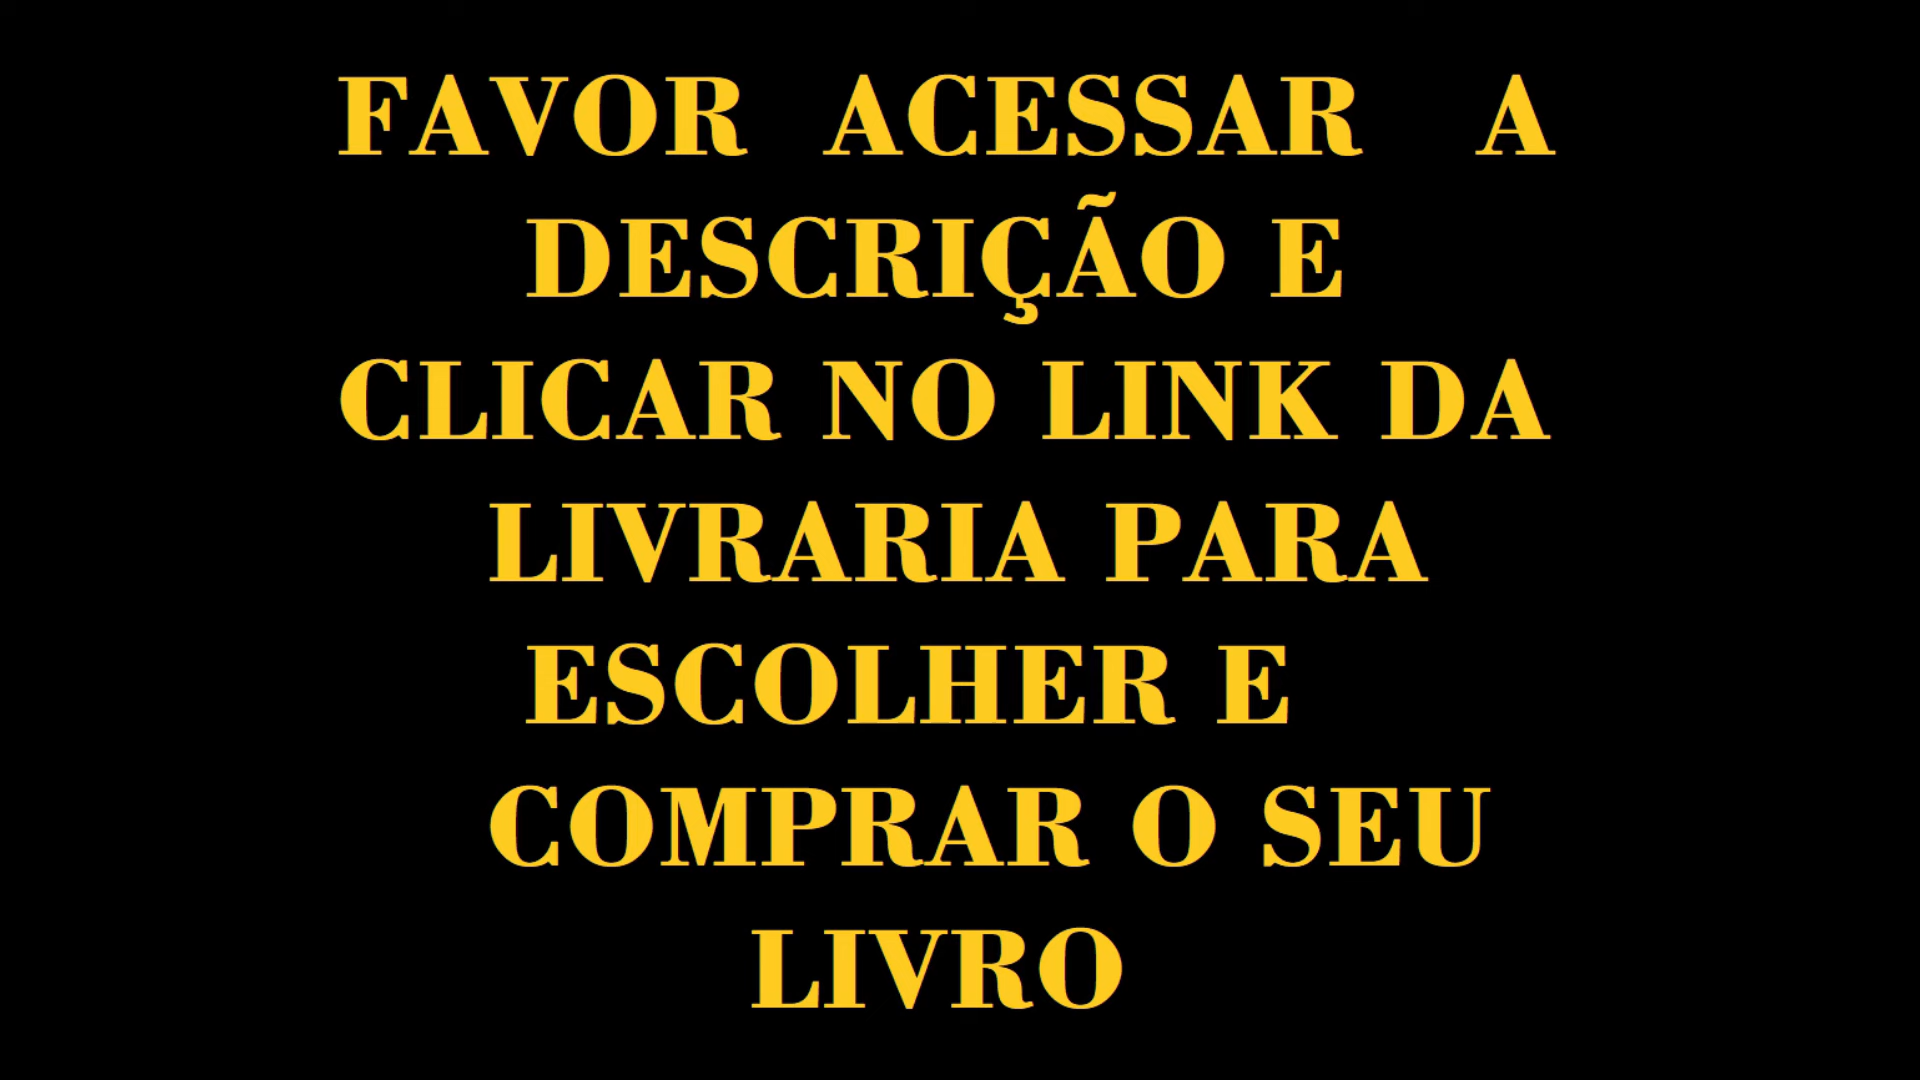 FAVOR ACESSAR A
DESCRIÇÃO E
CLICAR NO LINK DA
LIVRARIA PARA
ESCOLHER E
COMPRAR O SEU
LIVRO